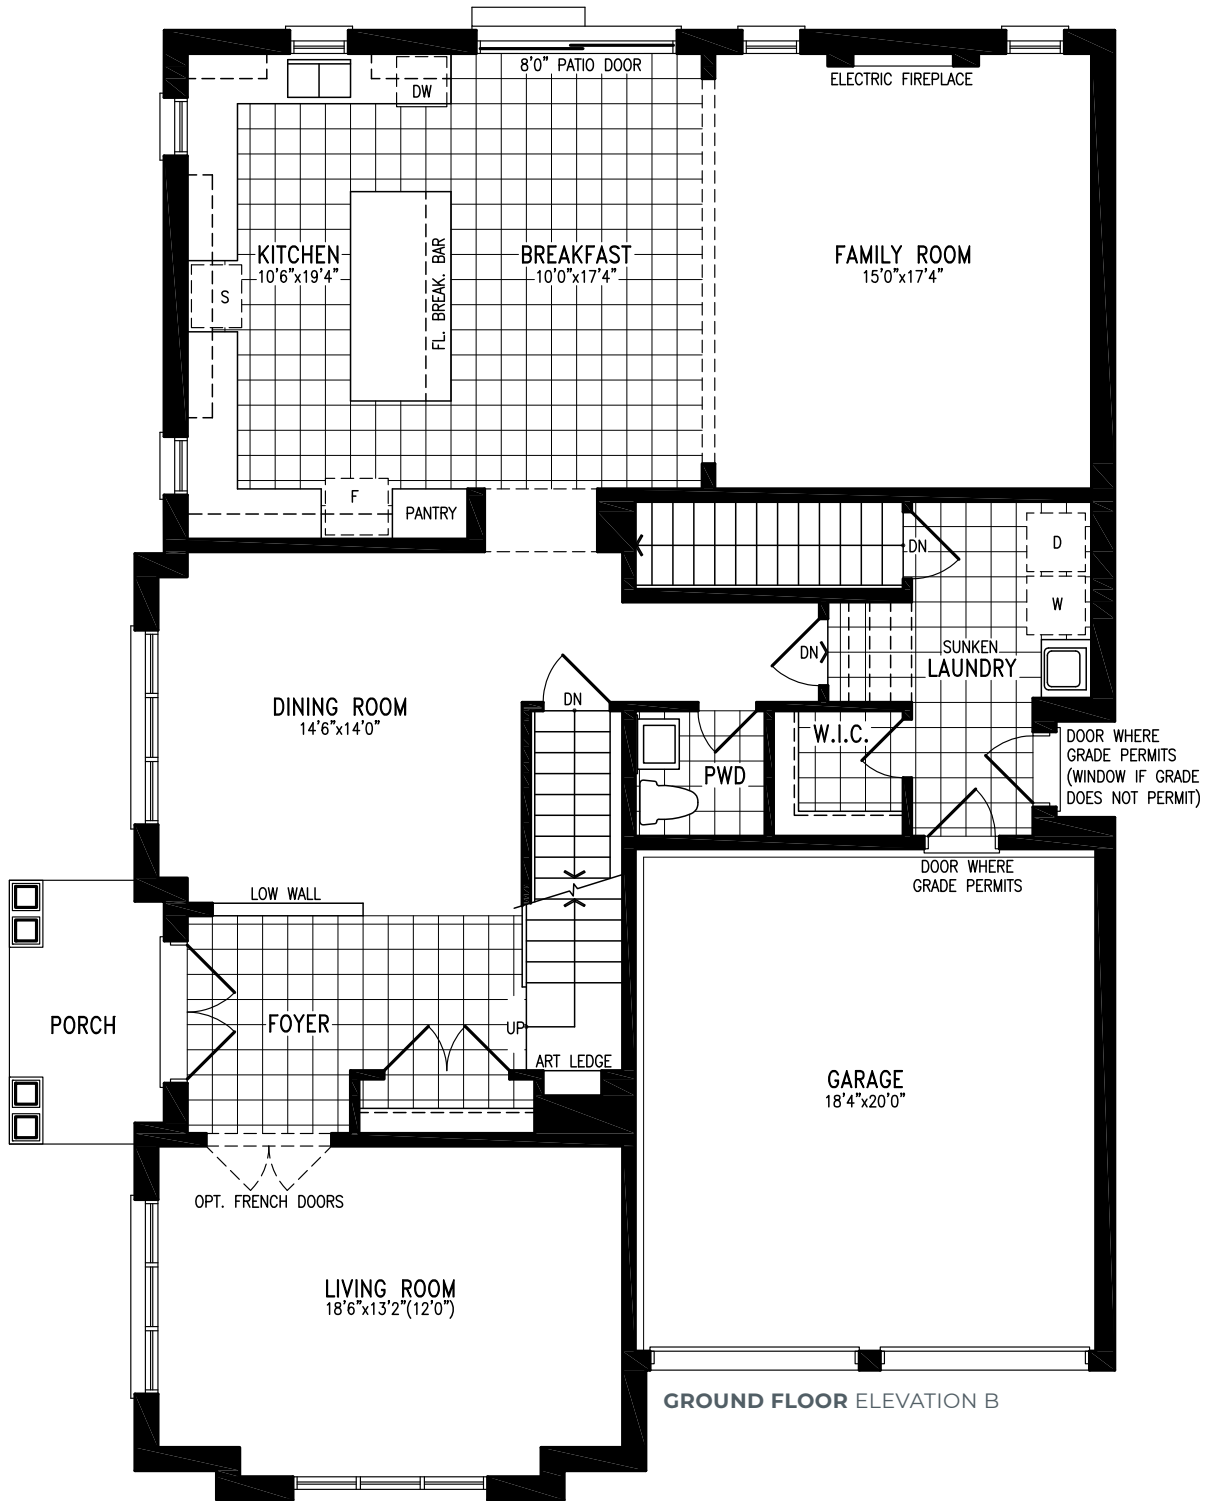 8'0" PATIO DOOR
ELECTRIC FIREPLACE
DW
KITCHEN
10'6"x19'4"
FL. BREAK. BAR
BREAKFAST
10'0"x17'4"
FAMILY ROOM
15'0"x17'4"
S
F
PANTRY
DN
D
W
SUNKEN
LAUNDRY
DN
DN
DINING ROOM
14'6"x14'0"
PWD
W.I.C.
DOOR WHERE
GRADE PERMITS
(WINDOW IF GRADE
DOES NOT PERMIT)
DOOR WHERE
GRADE PERMITS
LOW WALL
PORCH
FOYER
UP
ART LEDGE
GARAGE
18'4"x20'0"
OPT. FRENCH DOORS
LIVING ROOM
18'6"x13'2"(12'0")
GROUND FLOOR ELEVATION B